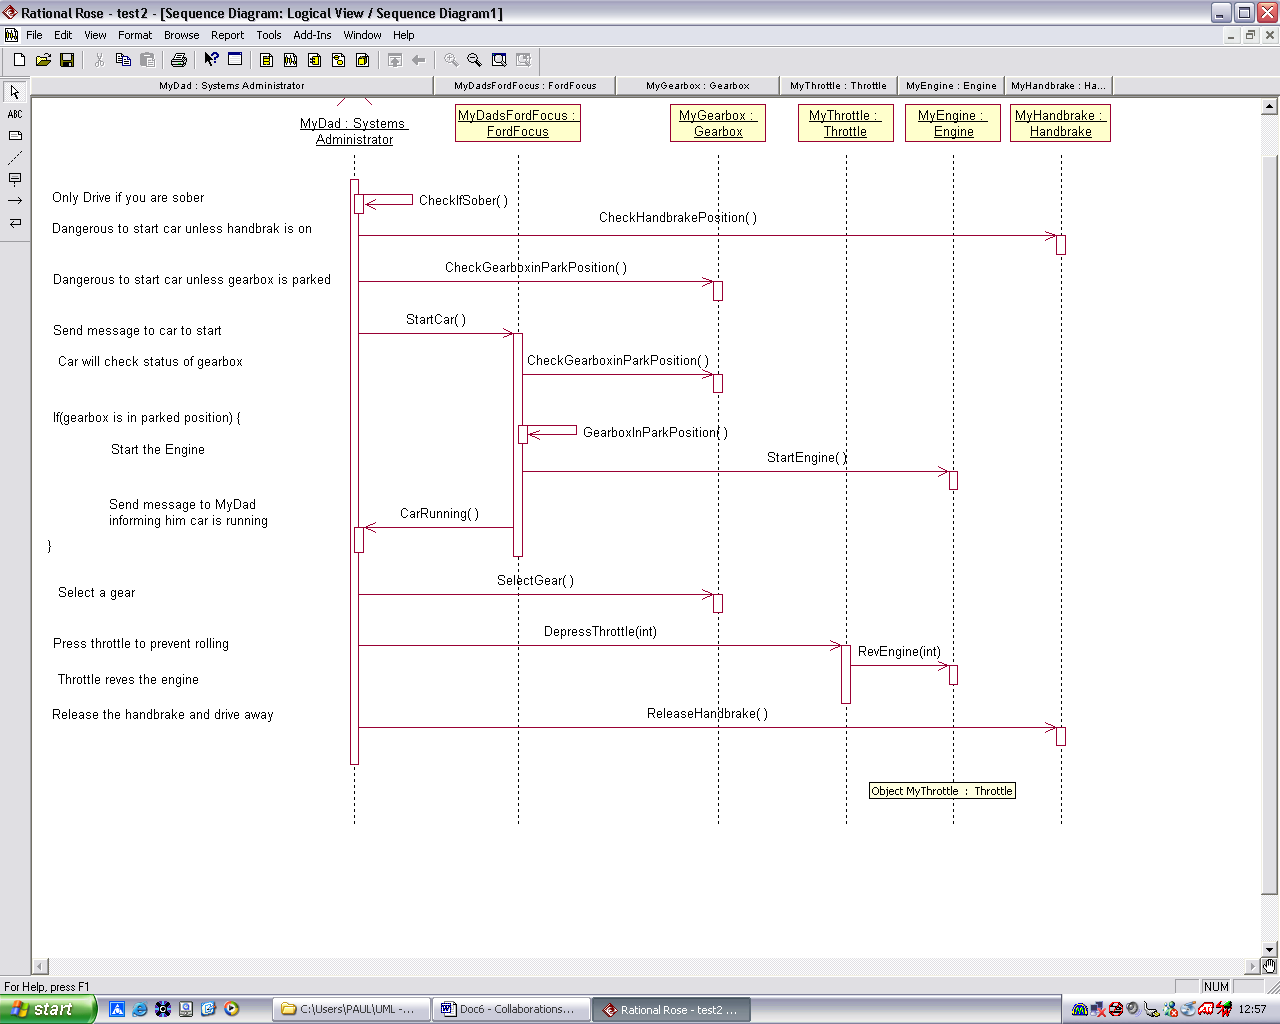 Rational Rose - test2 - [Sequence Diagram: Logical View / Sequence Diagram1]
File Edit View Format Browse Report Tools Add-Ins Window Help
MyDad : Systems Administrator
MyDadsFordFocus : FordFocus
MyGearbox : Gearbox
MyThrottle : Throttle
MyEngine : Engine
MyHandbrake : Ha...
ABC
MyDad : Systems
Administrator
MyDadsFordFocus :
FordFocus
MyGearbox :
Gearbox
MyThrottle :
Throttle
MyEngine :
Engine
MyHandbrake :
Handbrake
Only Drive if you are sober
CheckIfSober( )
CheckHandbrakePosition( )
Dangerous to start car unless handbrak is on
CheckGearbbxinParkPosition( )
Dangerous to start car unless gearbox is parked
StartCar( )
Send message to car to start
Car will check status of gearbox
CheckGearboxinParkPosition( )
If(gearbox is in parked position) {
GearboxInParkPosition( )
Start the Engine
StartEngine( )
Send message to MyDad
informing him car is running
CarRunning( )
}
SelectGear( )
Select a gear
DepressThrottle(int)
Press throttle to prevent rolling
RevEngine(int)
Throttle reves the engine
Release the handbrake and drive away
ReleaseHandbrake( )
Object MyThrottle : Throttle
For Help, press F1
NUM
start
C:\Users\PAUL\UML -...
Doc6 - Collaborations...
Rational Rose - test2 ...
12:57